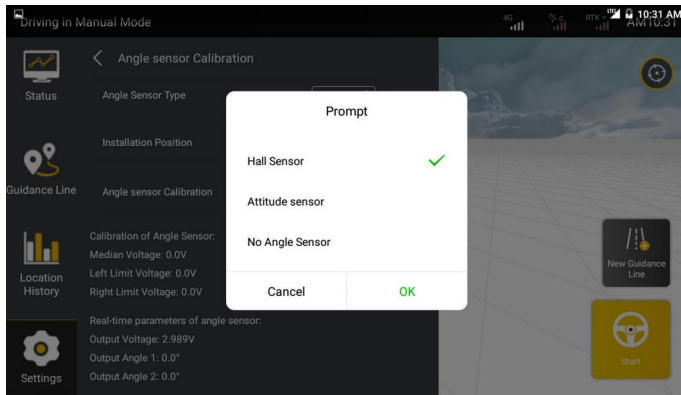 Driving in Manual Mode
4G
RTK
LTE
10:31 AM
AM10:31
Status
Guidance Line
Location
History
Settings
Angle sensor Calibration
Angle Sensor Type
Installation Position
Angle sensor Calibration
Calibration of Angle Sensor:
Median Voltage: 0.0V
Left Limit Voltage: 0.0V
Right Limit Voltage: 0.0V
Real-time parameters of angle sensor:
Output Voltage: 2.989V
Output Angle 1: 0.0°
Output Angle 2: 0.0°
Prompt
Hall Sensor
Attitude sensor
No Angle Sensor
Cancel
OK
New Guidance
Line
Start